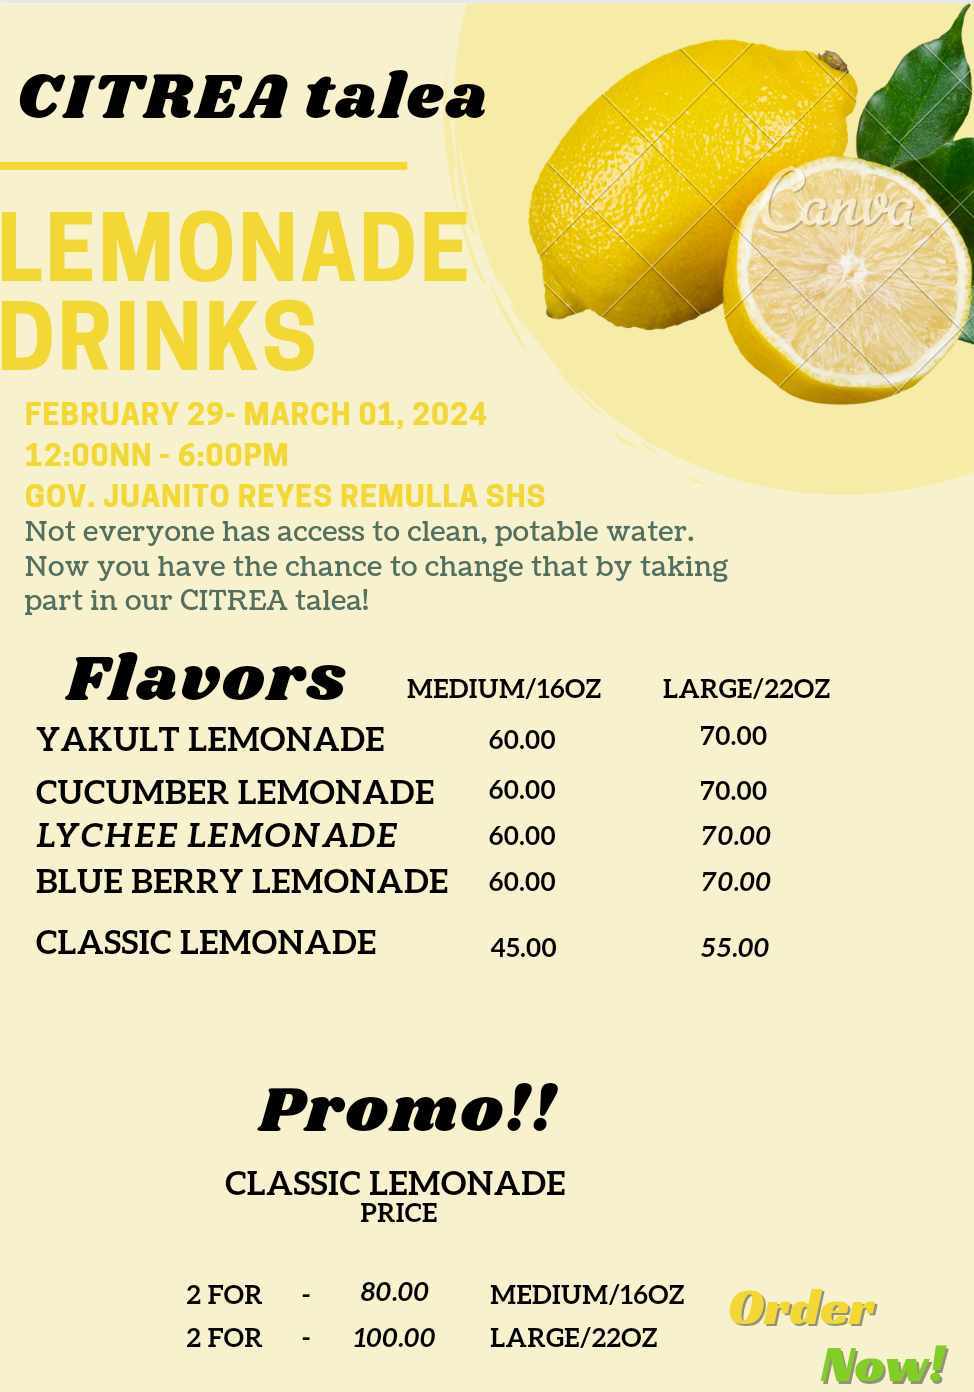 CITREA talea
LEMONADE
DRINKS
Canva
FEBRUARY 29- MARCH 01, 2024
12:00NN - 6:00PM
GOV. JUANITO REYES REMULLA SHS
Not everyone has access to clean, potable water.
Now you have the chance to change that by taking
part in our CITREA talea!
Flavors MEDIUM/16OZ LARGE/22OZ
YAKULT LEMONADE 60.00 70.00
CUCUMBER LEMONADE 60.00 70.00
LYCHEE LEMONADE 60.00 70.00
BLUE BERRY LEMONADE 60.00 70.00
CLASSIC LEMONADE 45.00 55.00
Promo!!
CLASSIC LEMONADE
PRICE
2 FOR - 80.00 MEDIUM/16OZ
2 FOR - 100.00 LARGE/22OZ
Order
Now!